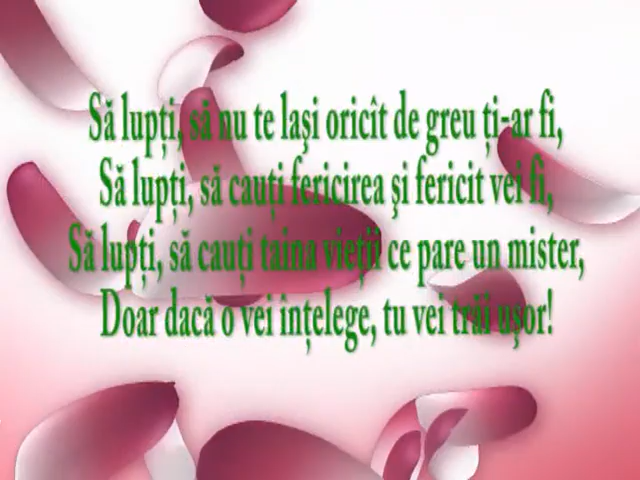 Să lupți, să nu te lași oricît de greu ți-ar fi,
Să lupți, să cauți fericirea și fericit vei fi,
Să lupți, să cauți taina vieții ce pare un mister,
Doar dacă o vei înțelege, tu vei trăi ușor!